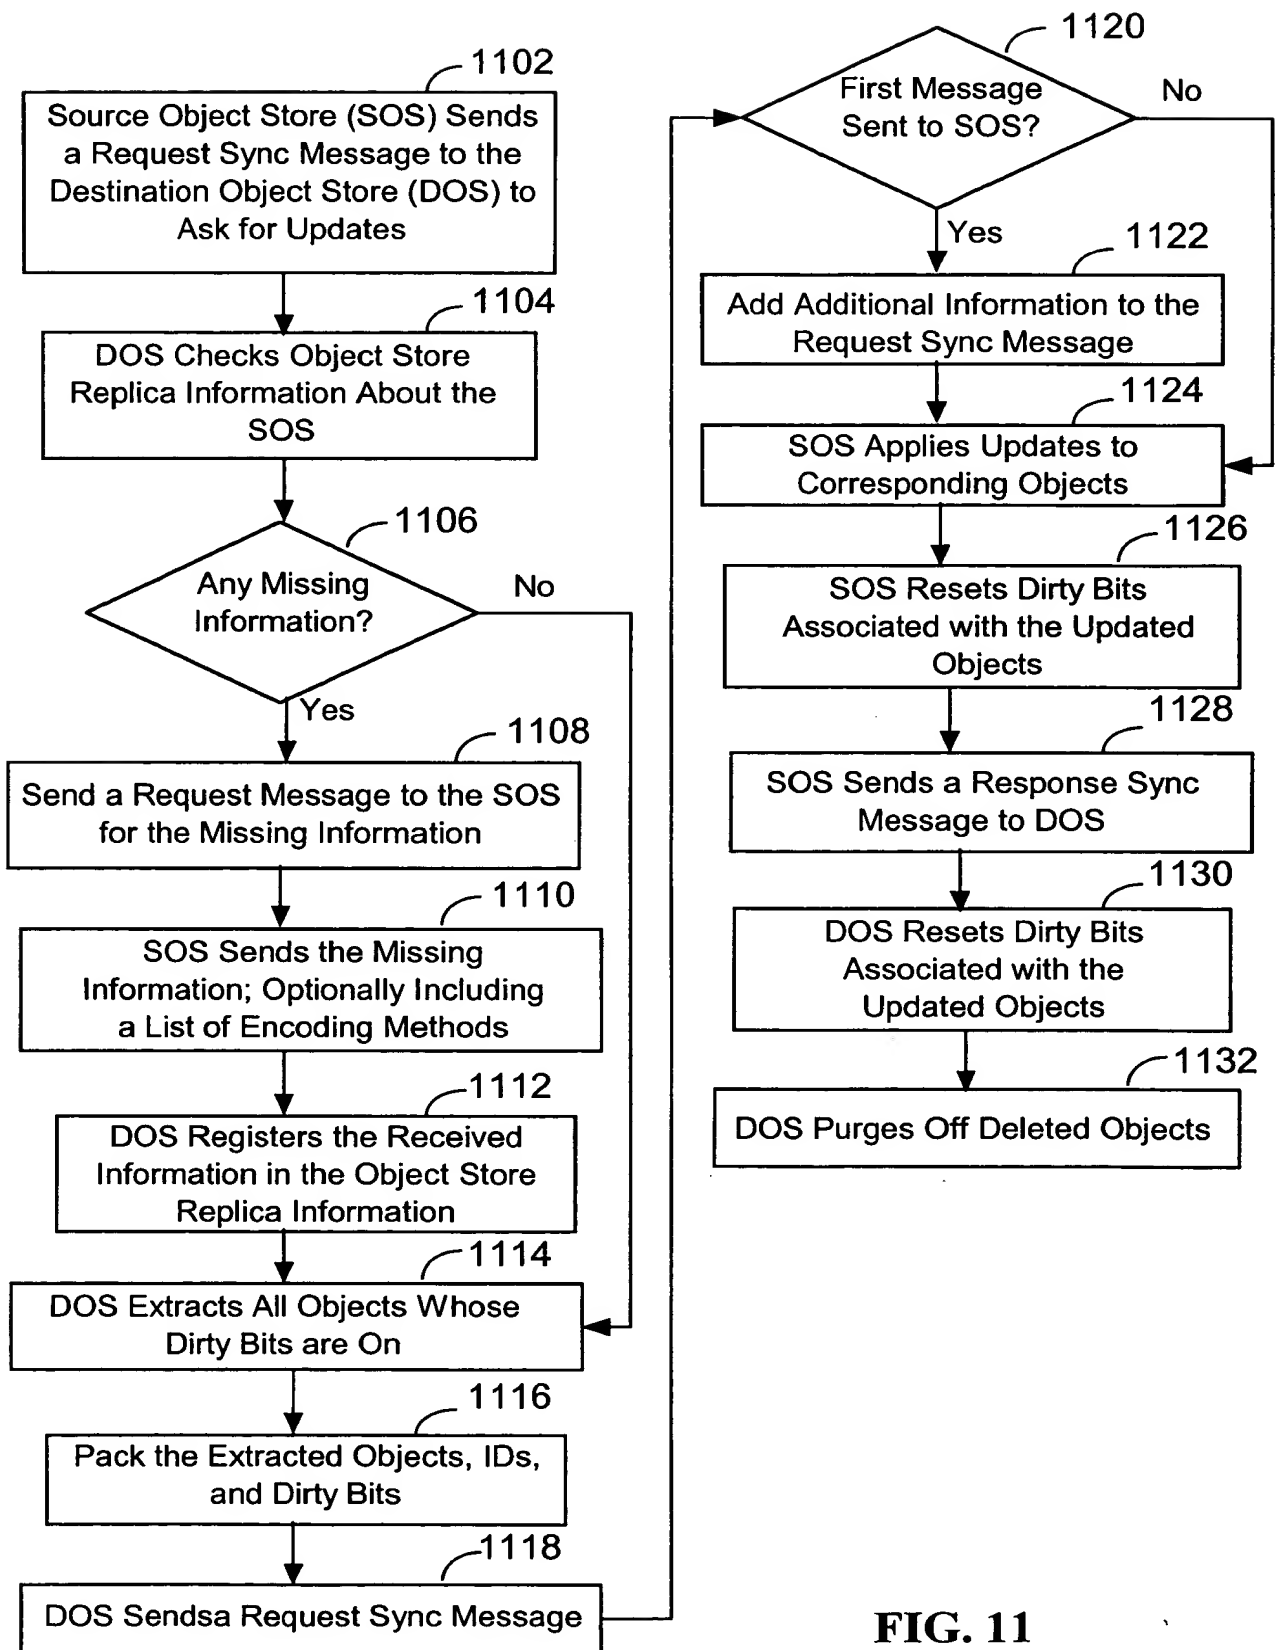 1102
Source Object Store (SOS) Sends
a Request Sync Message to the
Destination Object Store (DOS) to
Ask for Updates
1104
DOS Checks Object Store
Replica Information About the
SOS
1106
Any Missing
Information?
No
Yes
1108
Send a Request Message to the SOS
for the Missing Information
1110
SOS Sends the Missing
Information; Optionally Including
a List of Encoding Methods
1112
DOS Registers the Received
Information in the Object Store
Replica Information
1114
DOS Extracts All Objects Whose
Dirty Bits are On
1116
Pack the Extracted Objects, IDs,
and Dirty Bits
1118
DOS Sendsa Request Sync Message
1120
First Message
Sent to SOS?
No
Yes
1122
Add Additional Information to the
Request Sync Message
1124
SOS Applies Updates to
Corresponding Objects
1126
SOS Resets Dirty Bits
Associated with the Updated
Objects
1128
SOS Sends a Response Sync
Message to DOS
1130
DOS Resets Dirty Bits
Associated with the
Updated Objects
1132
DOS Purges Off Deleted Objects
FIG. 11